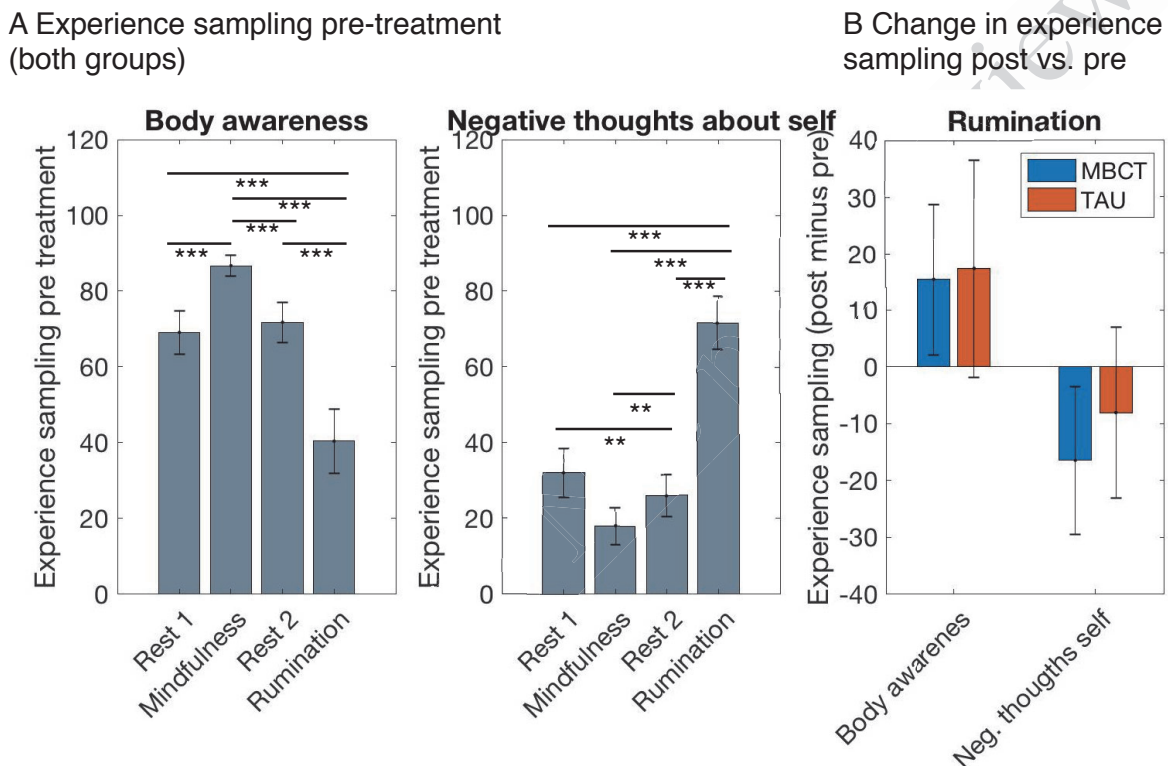 A Experience sampling pre-treatment
(both groups)
B Change in experience
sampling post vs. pre
Body awareness
Experience sampling pre treatment
120
100
80
60
40
20
0
***
***
***
***
***
Rest 1
Mindfulness
Rest 2
Rumination
Negative thoughts about self
Experience sampling pre treatment
120
100
80
60
40
20
0
***
***
***
**
**
Rest 1
Mindfulness
Rest 2
Rumination
Rumination
Experience sampling (post minus pre)
40
30
20
10
0
-10
-20
-30
-40
MBCT
TAU
Body awarenes
Neg. thougths self